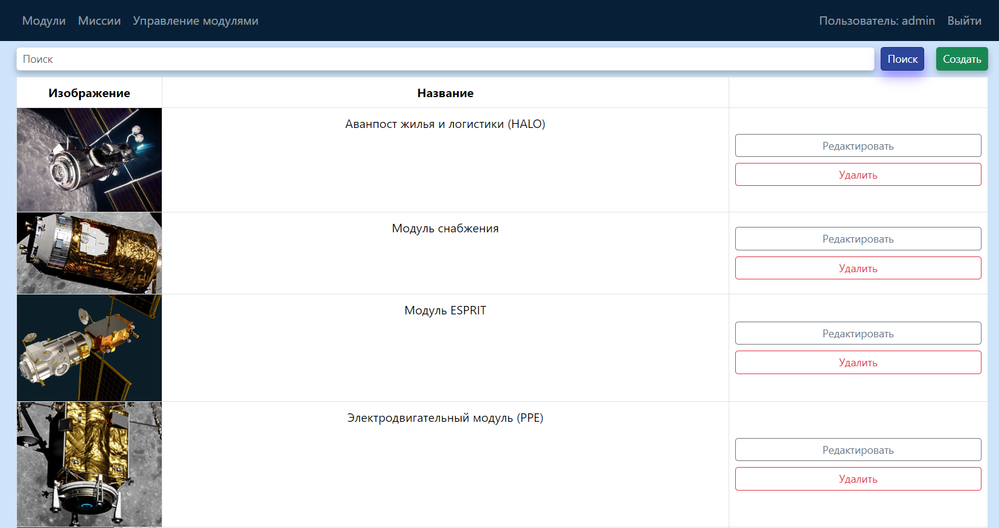 Модули Миссии Управление модулями Пользователь: admin Выйти
Поиск Поиск Создать
Изображение Название
Аванпост жилья и логистики (HALO)
Редактировать
Удалить
Модуль снабжения
Редактировать
Удалить
Модуль ESPRIT
Редактировать
Удалить
Электродвигательный модуль (PPE)
Редактировать
Удалить